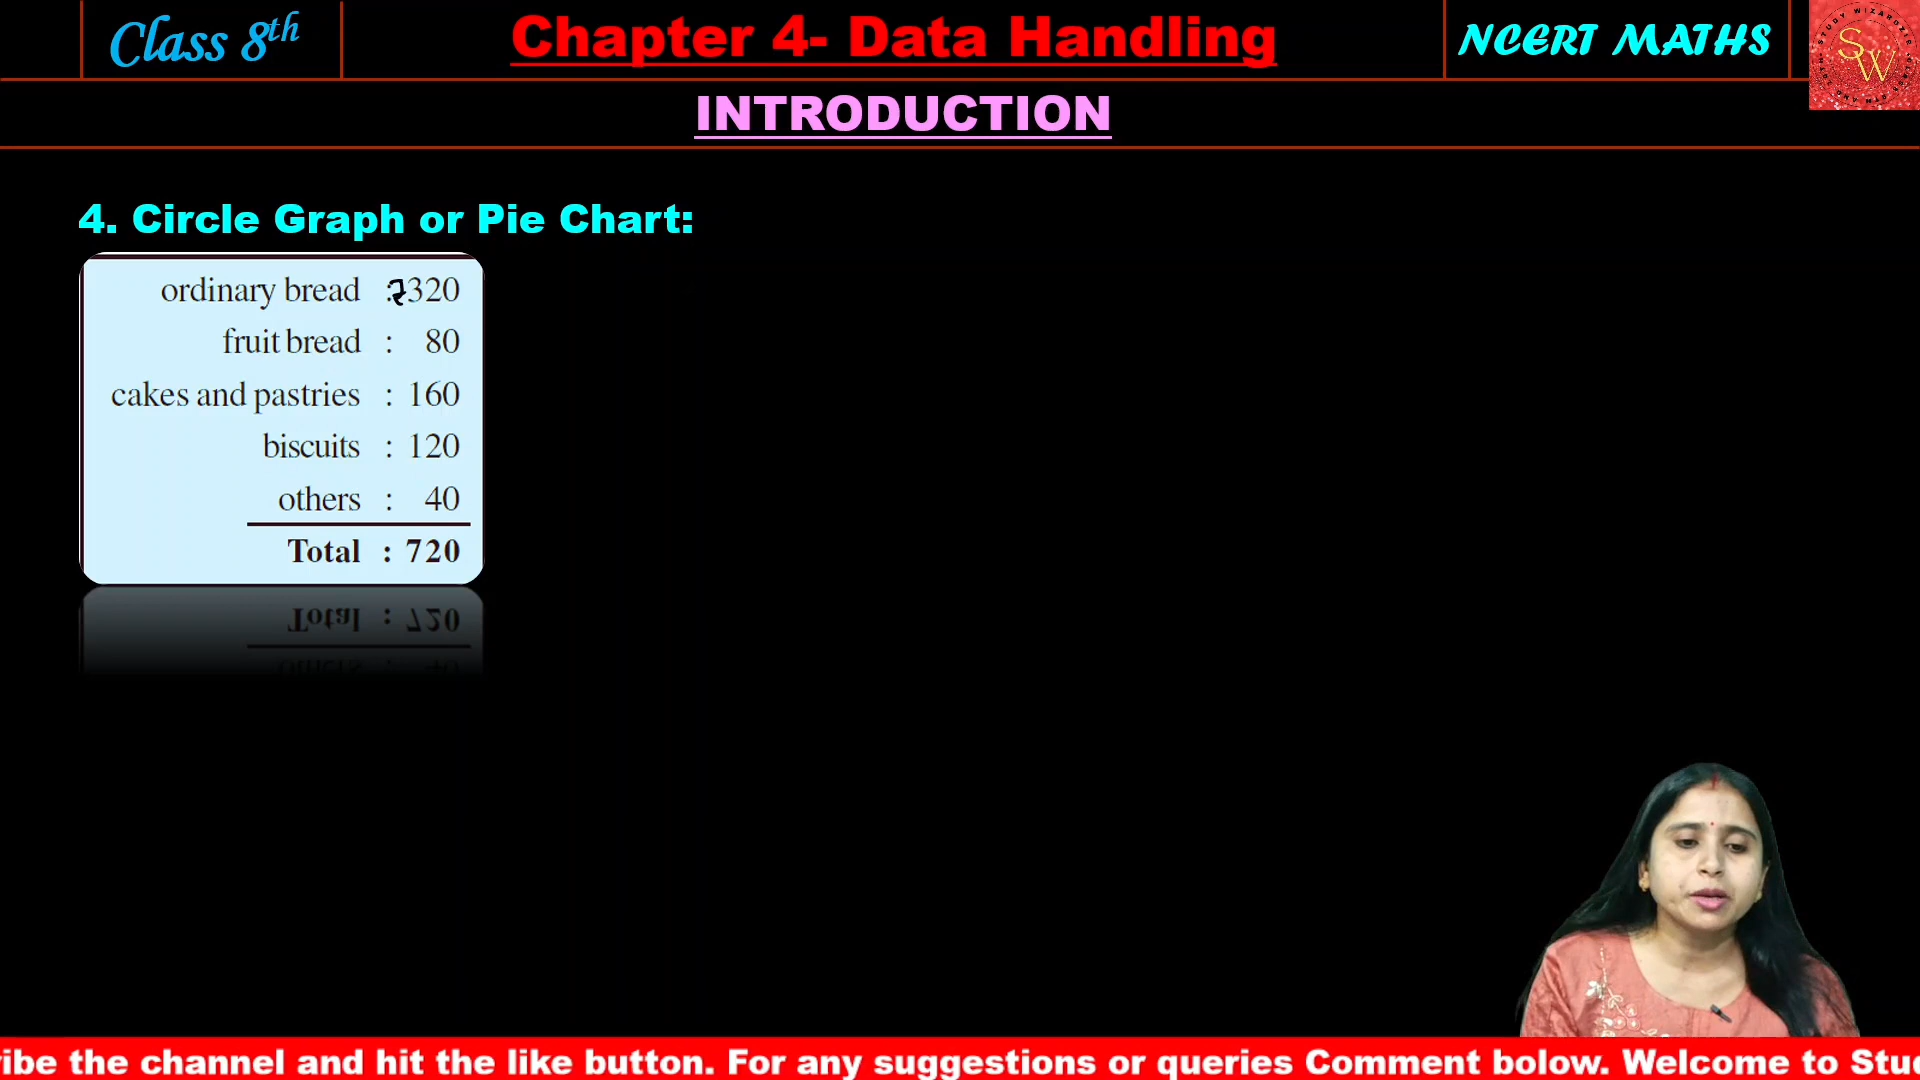 Class 8th
Chapter 4- Data Handling
NCERT MATHS
SW
INTRODUCTION
4. Circle Graph or Pie Chart:
ordinary bread : ₹320
fruit bread : 80
cakes and pastries : 160
biscuits : 120
others : 40
Total : 720
ibe the channel and hit the like button. For any suggestions or queries Comment bolow. Welcome to Stu